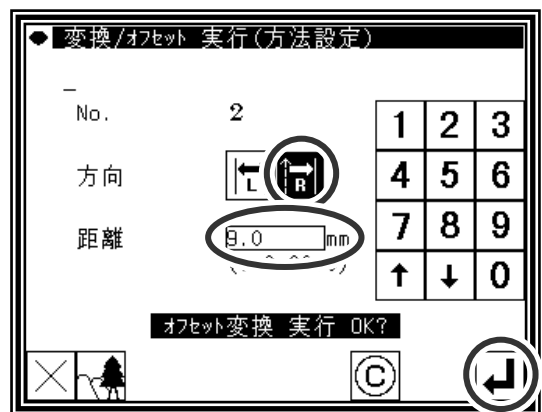 変換/オフセット 実行(方法設定)
No. 2
方向 L R
距離 9.0 mm
1 2 3
4 5 6
7 8 9
↑ ↓ 0
オフセット変換 実行 OK?
C